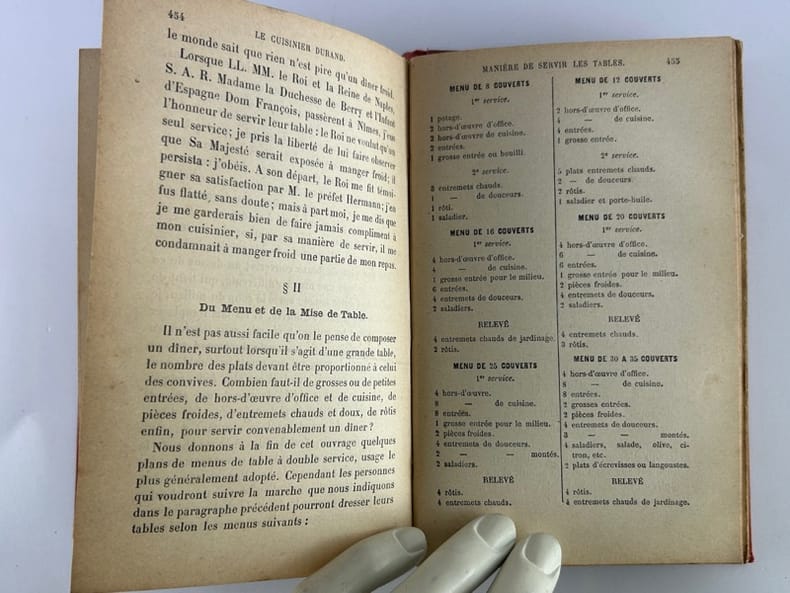 454
LE CUISINIER DURAND.
le monde sait que rien n'est pire qu'un dîner froid.
Lorsque LL. MM. le Roi et la Reine de Naples,
S. A. R. Madame la Duchesse de Berry et l'Infant
d'Espagne Dom François, passèrent à Nîmes, j'eus
l'honneur de servir leur table : le Roi ne voulut qu'un
seul service; je pris la liberté de lui faire observer
que Sa Majesté serait exposée à manger froid; il
persista : j'obéis. A son départ, le Roi me fit témoi-
gner sa satisfaction par M. le préfet Hermann; j'en
fus flatté, sans doute; mais à part moi, je me dis que
je me garderais bien de faire jamais compliment à
mon cuisinier, si, par sa manière de servir, il me
condamnait à manger froid une partie de mon repas.
§ II
Du Menu et de la Mise de Table.
Il n'est pas aussi facile qu'on le pense de composer
un dîner, surtout lorsqu'il s'agit d'une grande table,
le nombre des plats devant être proportionné à celui
des convives. Combien faut-il de grosses ou de petites
entrées, de hors-d'œuvre d'office et de cuisine, de
pièces froides, d'entremets chauds et doux, de rôtis
enfin, pour servir convenablement un dîner?
Nous donnons à la fin de cet ouvrage quelques
plans de menus de table à double service, usage le
plus généralement adopté. Cependant les personnes
qui voudront suivre la marche que nous indiquons
dans le paragraphe précédent pourront dresser leurs
tables selon les menus suivants :
MANIÈRE DE SERVIR LES TABLES. 455
MENU DE 8 COUVERTS
1er service.
1 potage.
2 hors-d'œuvre d'office.
2 hors-d'œuvre de cuisine.
2 entrées.
1 grosse entrée ou bouilli.
2e service.
3 entremets chauds.
1 — de douceurs.
1 rôti.
1 saladier.
MENU DE 16 COUVERTS
1er service.
4 hors-d'œuvre d'office.
4 — de cuisine.
1 grosse entrée pour le milieu.
6 entrées.
4 entremets de douceurs.
2 saladiers.
RELEVÉ
4 entremets chauds de jardinage.
2 rôtis.
MENU DE 25 COUVERTS
1er service.
4 hors-d'œuvre.
8 — de cuisine.
8 entrées.
1 grosse entrée pour le milieu.
2 pièces froides.
4 entremets de douceurs.
2 — — montés.
2 saladiers.
RELEVÉ
4 rôtis.
4 entremets chauds.
MENU DE 12 COUVERTS
1er service.
2 hors-d'œuvre d'office.
4 — de cuisine.
4 entrées.
1 grosse entrée.
2e service.
5 plats entremets chauds.
2 — de douceurs.
2 rôtis.
1 saladier et porte-huile.
MENU DE 20 COUVERTS
1er service.
4 hors-d'œuvre d'office.
6 — de cuisine.
6 entrées.
1 grosse entrée pour le milieu.
2 pièces froides.
4 entremets de douceurs.
2 saladiers.
RELEVÉ
4 entremets chauds.
3 rôtis.
MENU DE 30 A 35 COUVERTS
4 hors-d'œuvre d'office.
8 — de cuisine.
8 entrées.
2 grosses entrées.
2 pièces froides.
4 entremets de douceurs.
3 — — montés.
4 saladiers, salade, olive, ci-
tron, etc.
2 plats d'écrevisses ou langoustes.
RELEVÉ
4 rôtis.
4 entremets chauds de jardinage.